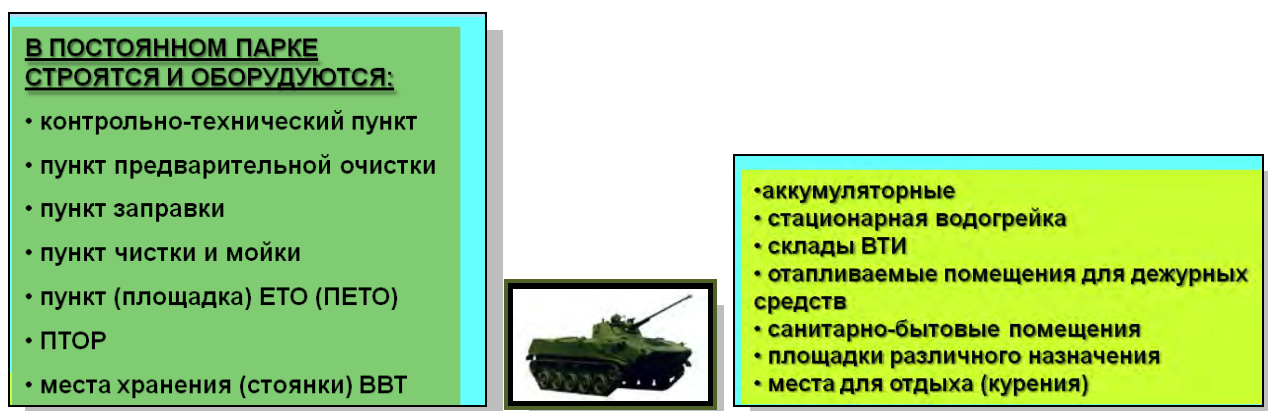 В ПОСТОЯННОМ ПАРКЕ
СТРОЯТСЯ И ОБОРУДУЮТСЯ:
• контрольно-технический пункт
• пункт предварительной очистки
• пункт заправки
• пункт чистки и мойки
• пункт (площадка) ЕТО (ПЕТО)
• ПТОР
• места хранения (стоянки) ВВТ
•аккумуляторные
• стационарная водогрейка
• склады ВТИ
• отапливаемые помещения для дежурных
средств
• санитарно-бытовые помещения
• площадки различного назначения
• места для отдыха (курения)